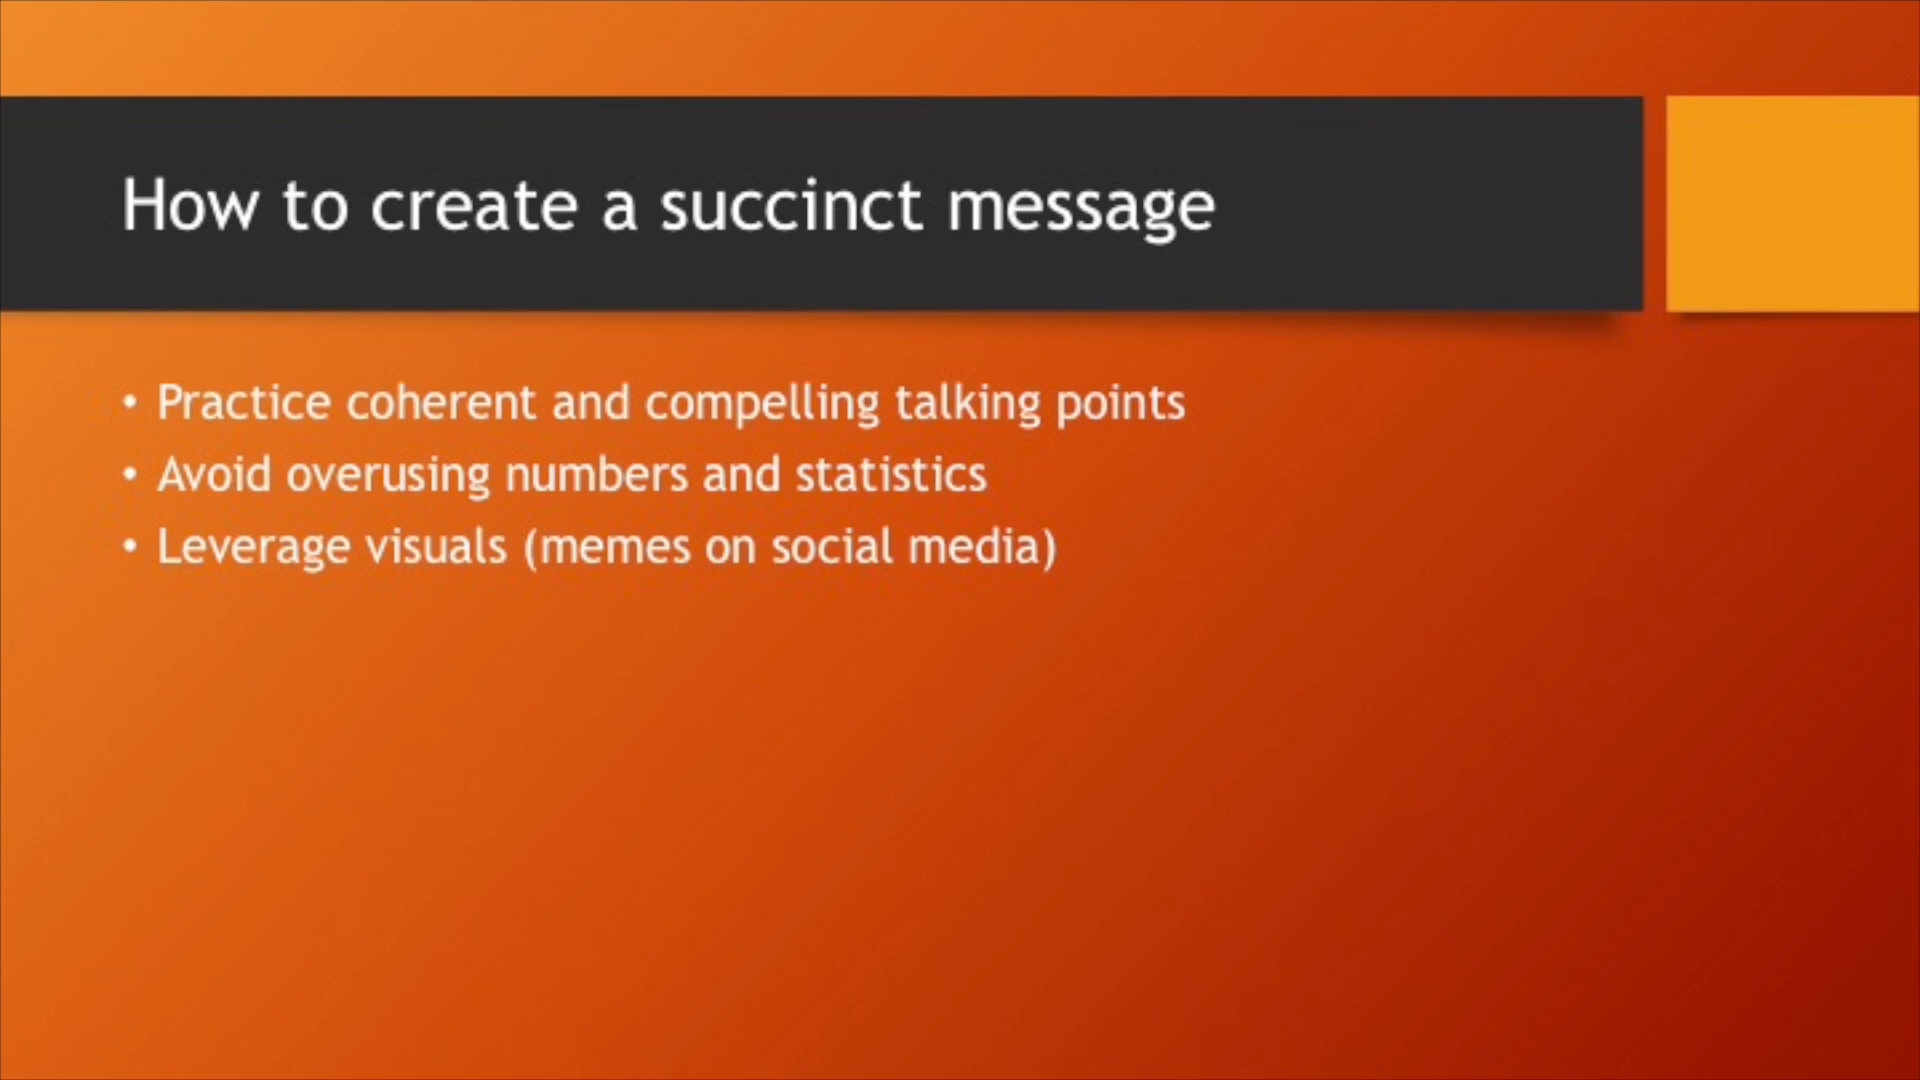 How to create a succinct message
• Practice coherent and compelling talking points
• Avoid overusing numbers and statistics
• Leverage visuals (memes on social media)